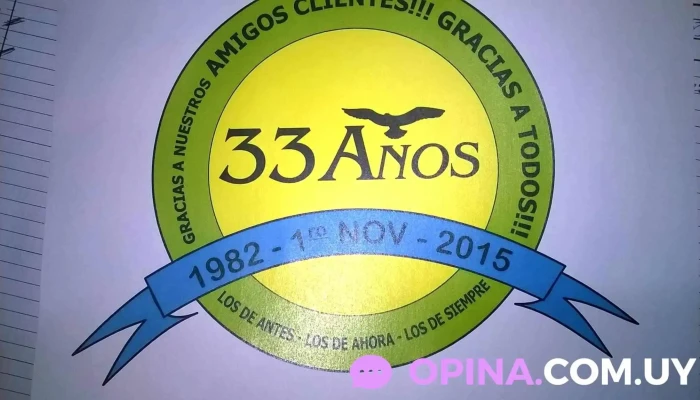 GRACIAS A NUESTROS AMIGOS CLIENTES!!! GRACIAS A TODOS!!!
33 AÑOS
1982 - 1ro NOV - 2015
LOS DE ANTES - LOS DE AHORA - LOS DE SIEMPRE
OPINA.COM.UY